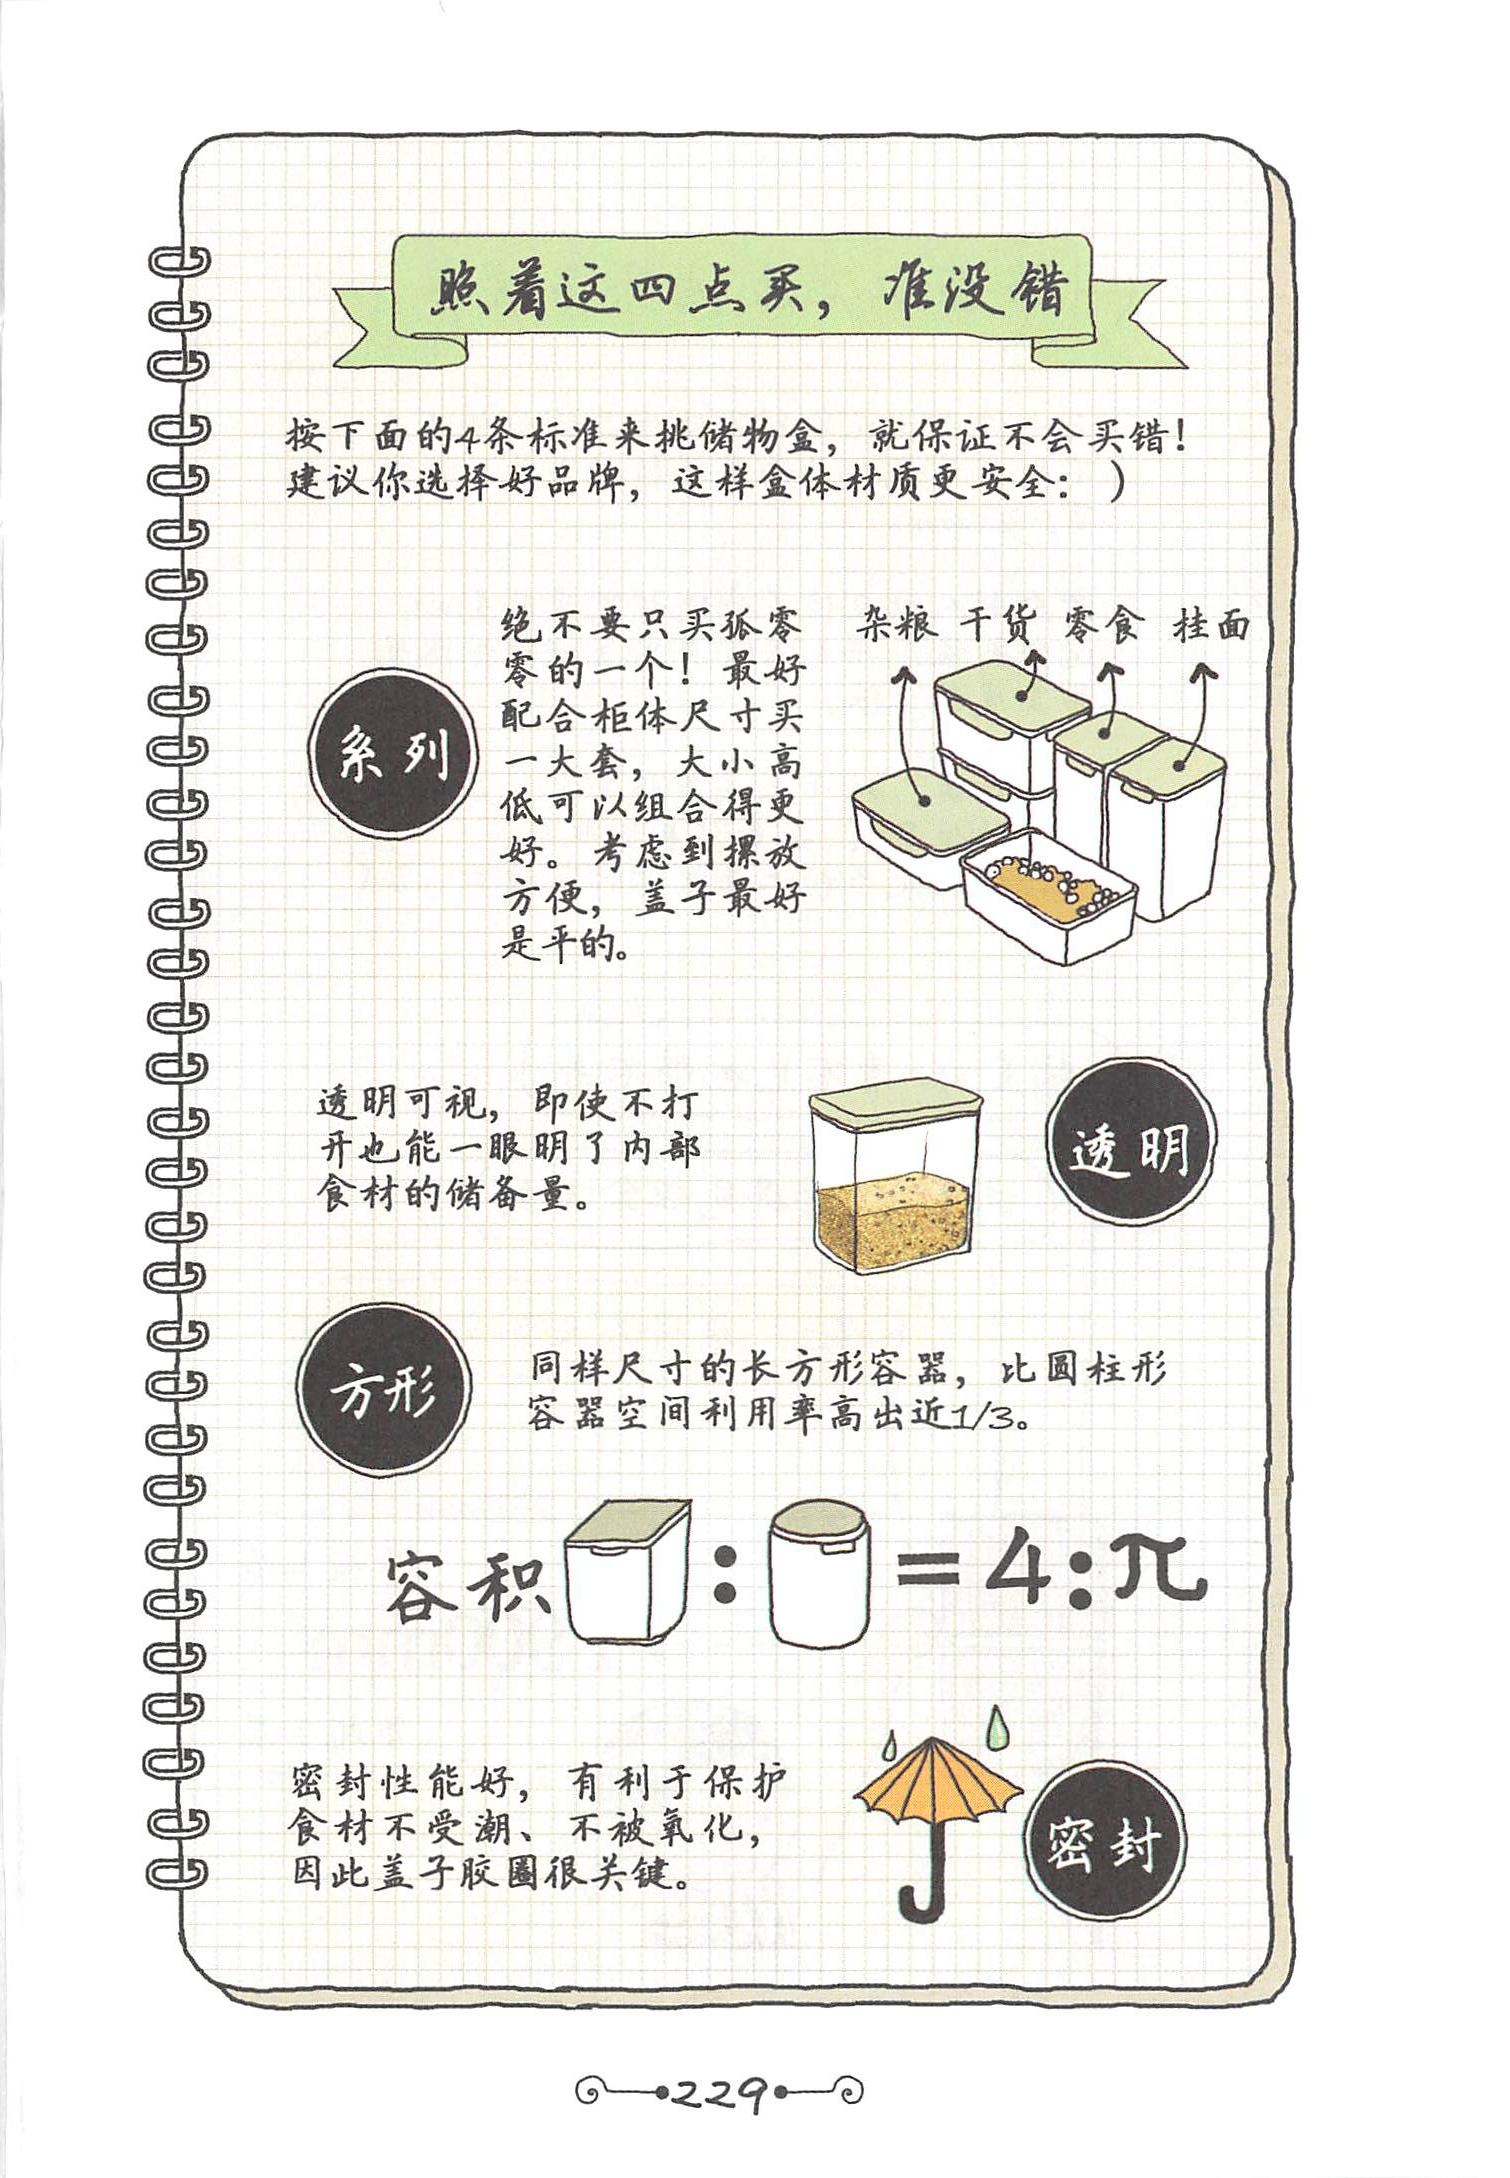 照着这四点买，准没错
按下面的4条标准来挑储物盒，就保证不会买错！
建议你选择好品牌，这样盒体材质更安全：）
系列
绝不要只买孤零
零的一个！最好
配合柜体尺寸买
一大套，大小高
低可以组合得更
好。考虑到摞放
方便，盖子最好
是平的。
杂粮 干货 零食 挂面
透明可视，即使不打
开也能一眼明了内部
食材的储备量。
透明
方形
同样尺寸的长方形容器，比圆柱形
容器空间利用率高出近1/3。
容积 : = 4:π
密封性能好，有利于保护
食材不受潮、不被氧化，
因此盖子胶圈很关键。
密封
229